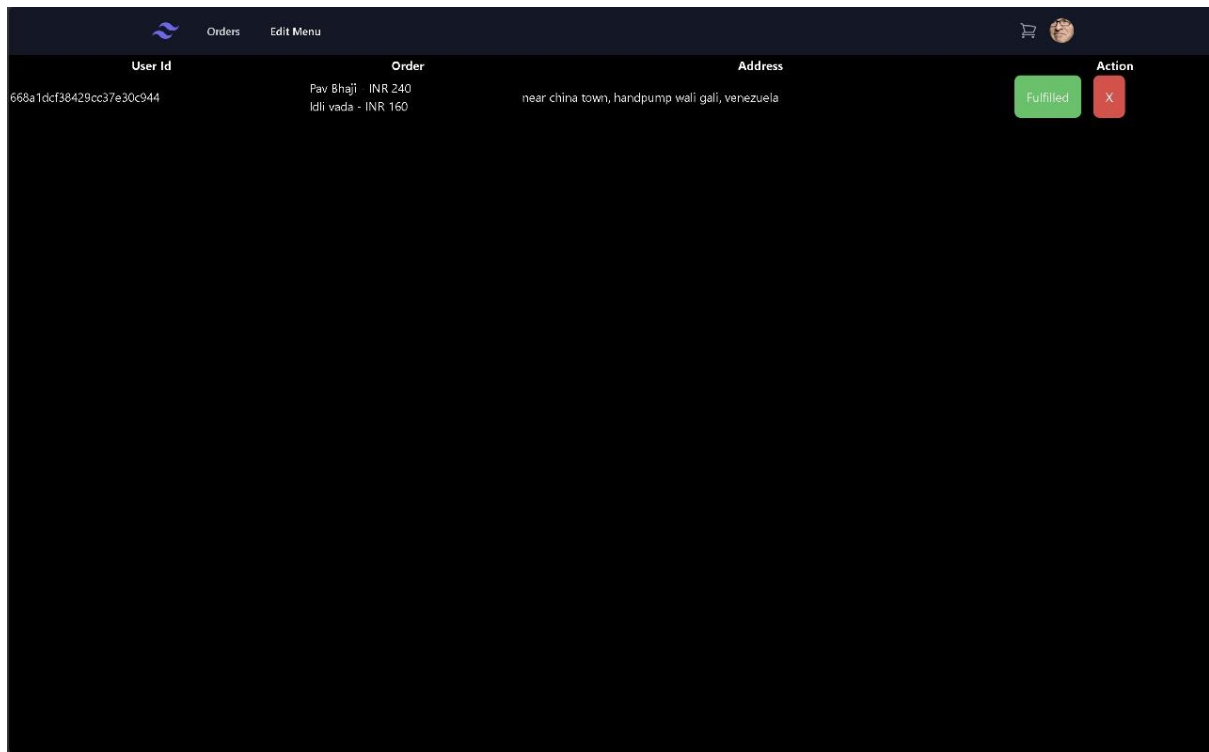 Orders Edit Menu
User Id Order Address Action
668a1dcf38429cc37e30c944
Pav Bhaji - INR 240
Idli vada - INR 160
near china town, handpump wali gali, venezuela
Fulfilled X